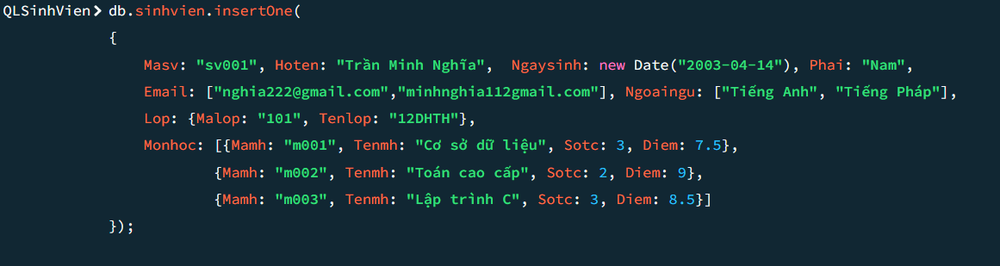 QLSinhVien> db.sinhvien.insertOne(
{
Masv: "sv001", Hoten: "Trần Minh Nghĩa", Ngaysinh: new Date("2003-04-14"), Phai: "Nam",
Email: ["nghia222@gmail.com","minhnghia112gmail.com"], Ngoaingu: ["Tiếng Anh", "Tiếng Pháp"],
Lop: {Malop: "101", Tenlop: "12DHTH"},
Monhoc: [{Mamh: "m001", Tenmh: "Cơ sở dữ liệu", Sotc: 3, Diem: 7.5},
{Mamh: "m002", Tenmh: "Toán cao cấp", Sotc: 2, Diem: 9},
{Mamh: "m003", Tenmh: "Lập trình C", Sotc: 3, Diem: 8.5}]
});